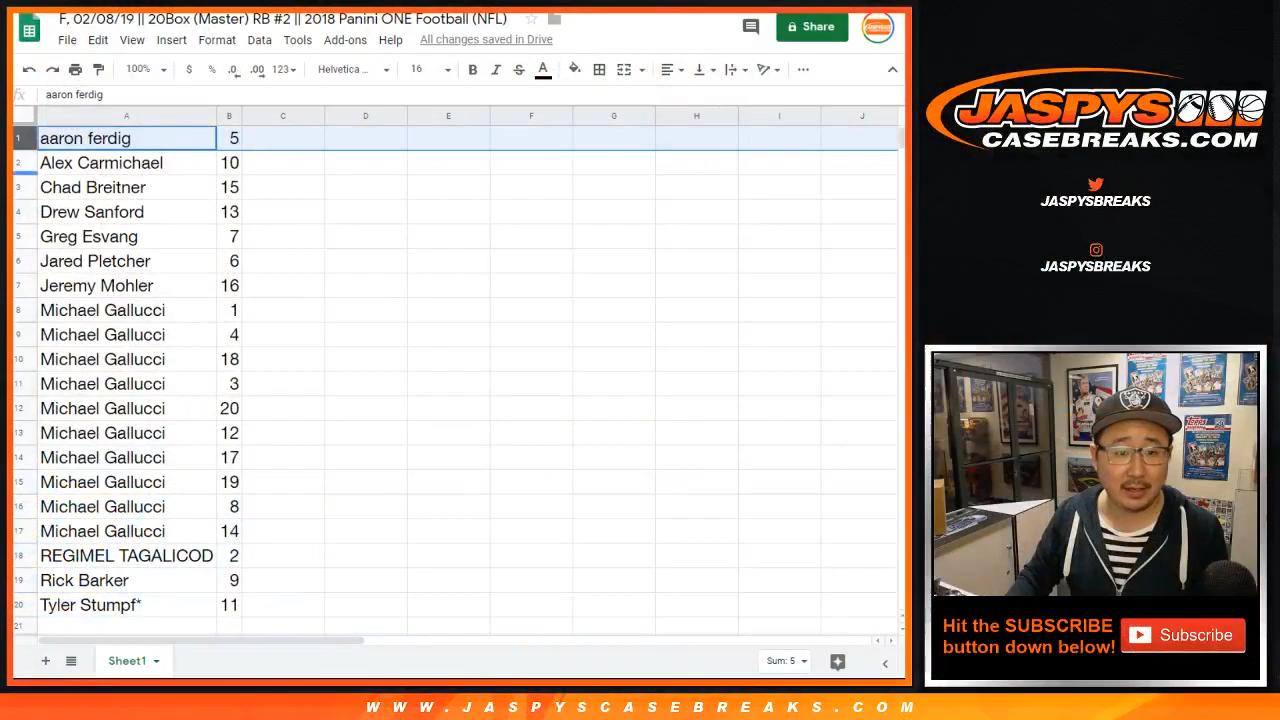 F, 02/08/19 || 20Box (Master) RB #2 || 2018 Panini ONE Football (NFL)
File Edit View Insert Format Data Tools Add-ons Help All changes saved in Drive
Share
100% $ % .0 .00 123 Helvetica ... 16 B I S A
fx aaron ferdig
A B C D E F G H I J
1 aaron ferdig 5
2 Alex Carmichael 10
3 Chad Breitner 15
4 Drew Sanford 13
5 Greg Esvang 7
6 Jared Pletcher 6
7 Jeremy Mohler 16
8 Michael Gallucci 1
9 Michael Gallucci 4
10 Michael Gallucci 18
11 Michael Gallucci 3
12 Michael Gallucci 20
13 Michael Gallucci 12
14 Michael Gallucci 17
15 Michael Gallucci 19
16 Michael Gallucci 8
17 Michael Gallucci 14
18 REGIMEL TAGALICOD 2
19 Rick Barker 9
20 Tyler Stumpf* 11
21
Sheet1
Sum: 5
JASPYS
CASEBREAKS.COM
JASPYSBREAKS
JASPYSBREAKS
Hit the SUBSCRIBE
button down below!
Subscribe
WWW.JASPYSCASEBREAKS.COM